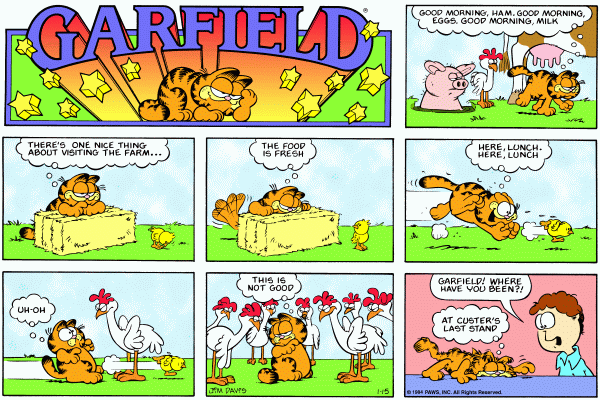 GARFIELD
®
GOOD MORNING, HAM. GOOD MORNING,
EGGS. GOOD MORNING, MILK
THERE'S ONE NICE THING
ABOUT VISITING THE FARM...
THE FOOD
IS FRESH
HERE, LUNCH.
HERE, LUNCH
UH-OH
THIS IS
NOT GOOD
JIM DAVIS
1-15
GARFIELD! WHERE
HAVE YOU BEEN?!
AT CUSTER'S
LAST STAND
© 1994 PAWS, INC. All Rights Reserved.